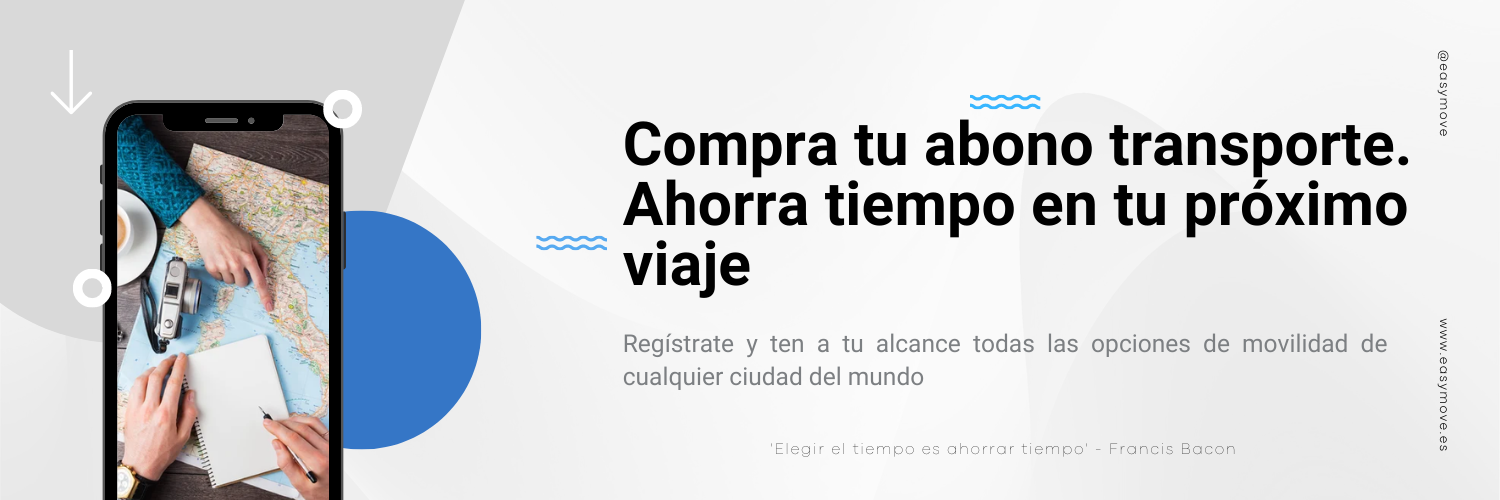 Compra tu abono transporte.
Ahorra tiempo en tu próximo
viaje
Regístrate y ten a tu alcance todas las opciones de movilidad de
cualquier ciudad del mundo
'Elegir el tiempo es ahorrar tiempo' - Francis Bacon
@easymove
www.easymove.es